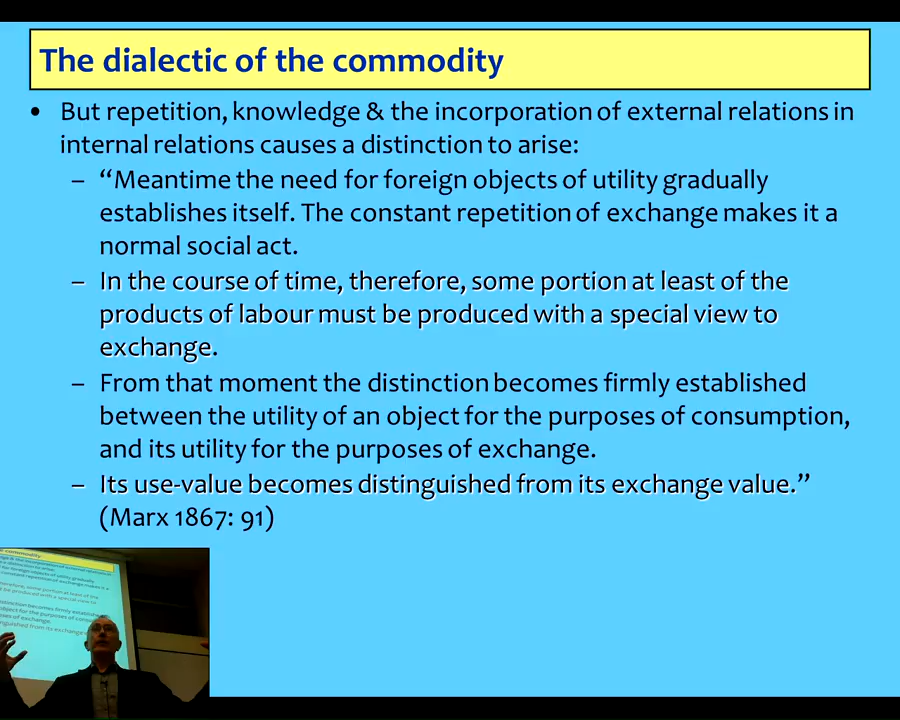 The dialectic of the commodity
• But repetition, knowledge & the incorporation of external relations in
internal relations causes a distinction to arise:
– “Meantime the need for foreign objects of utility gradually
establishes itself. The constant repetition of exchange makes it a
normal social act.
– In the course of time, therefore, some portion at least of the
products of labour must be produced with a special view to
exchange.
– From that moment the distinction becomes firmly established
between the utility of an object for the purposes of consumption,
and its utility for the purposes of exchange.
– Its use-value becomes distinguished from its exchange value.”
(Marx 1867: 91)